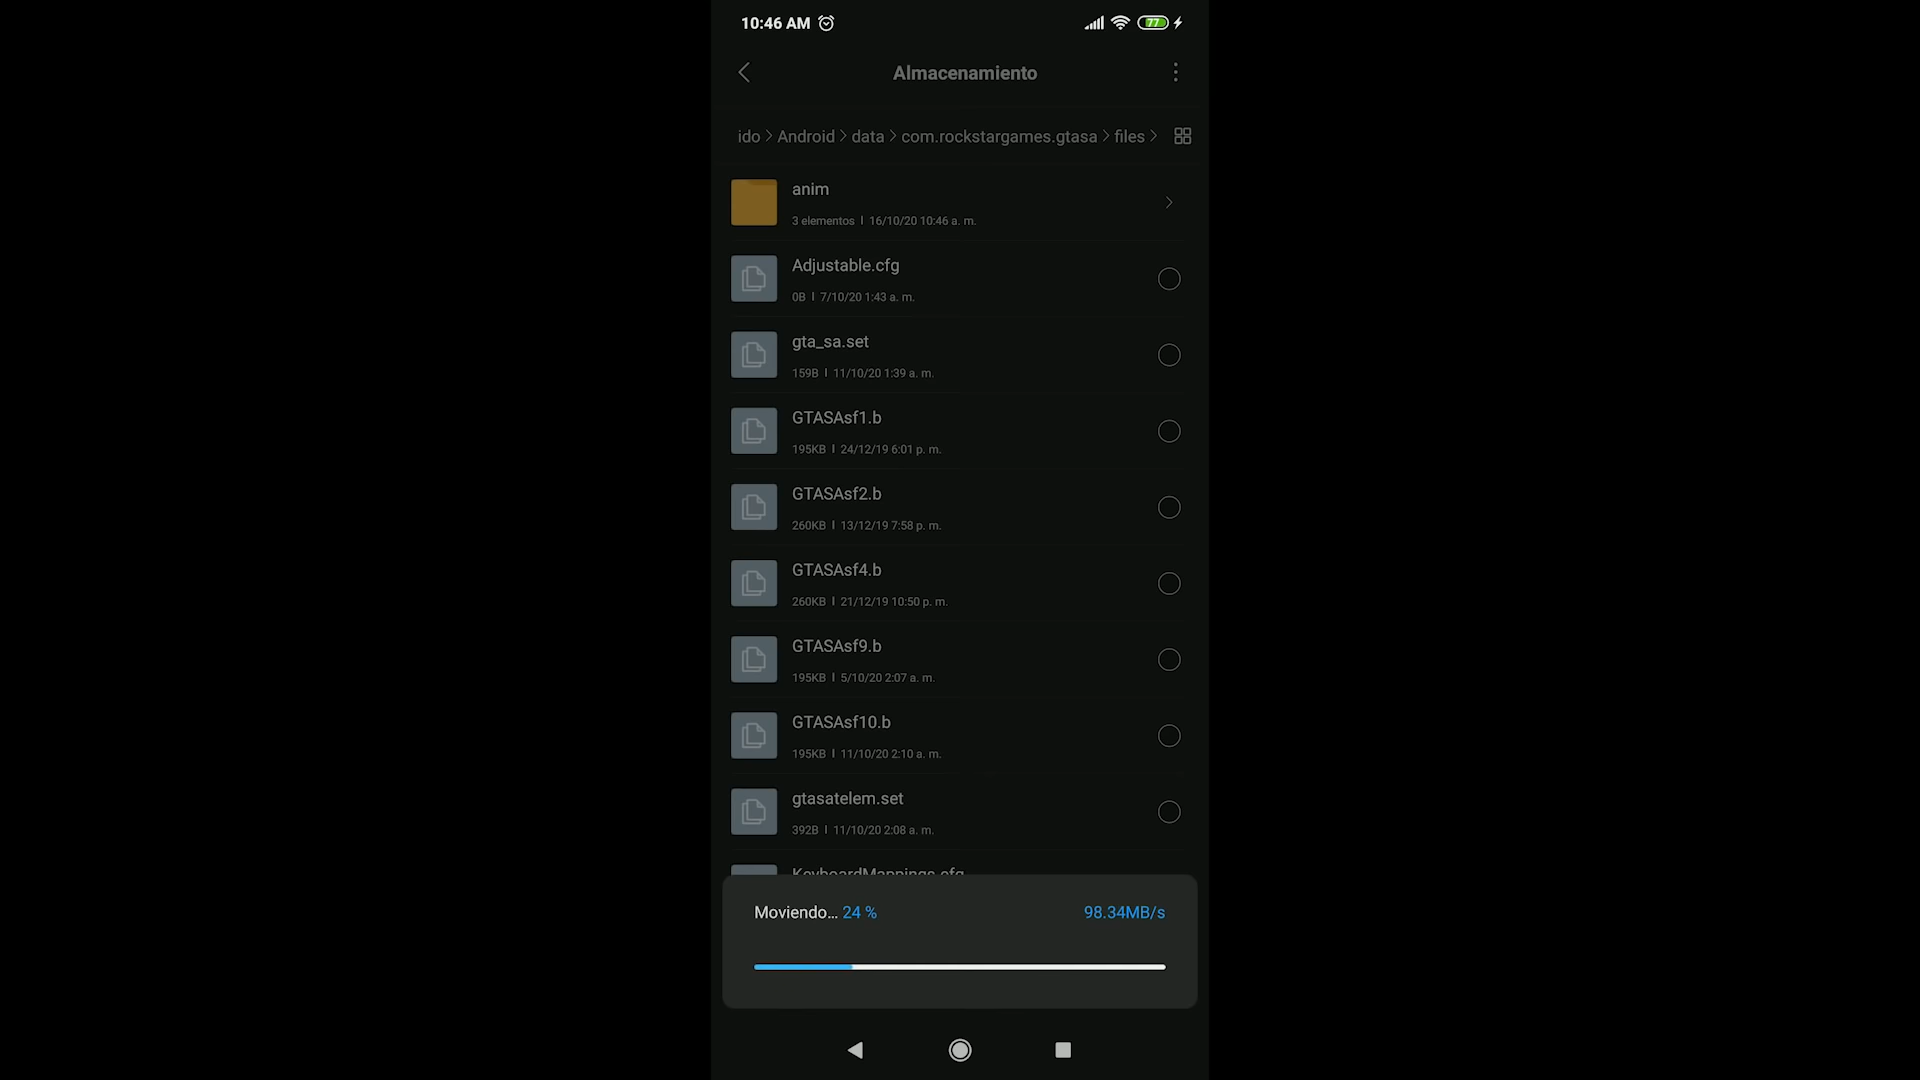 10:46 AM
77
Almacenamiento
ido > Android > data > com.rockstargames.gtasa > files >
anim
3 elementos | 16/10/20 10:46 a. m.
Adjustable.cfg
0B | 7/10/20 1:43 a. m.
gta_sa.set
159B | 11/10/20 1:39 a. m.
GTASAsf1.b
195KB | 24/12/19 6:01 p. m.
GTASAsf2.b
260KB | 13/12/19 7:58 p. m.
GTASAsf4.b
260KB | 21/12/19 10:50 p. m.
GTASAsf9.b
195KB | 5/10/20 2:07 a. m.
GTASAsf10.b
195KB | 11/10/20 2:10 a. m.
gtasatelem.set
392B | 11/10/20 2:08 a. m.
KeyboardMappings.cfg
Moviendo... 24 %
98.34MB/s